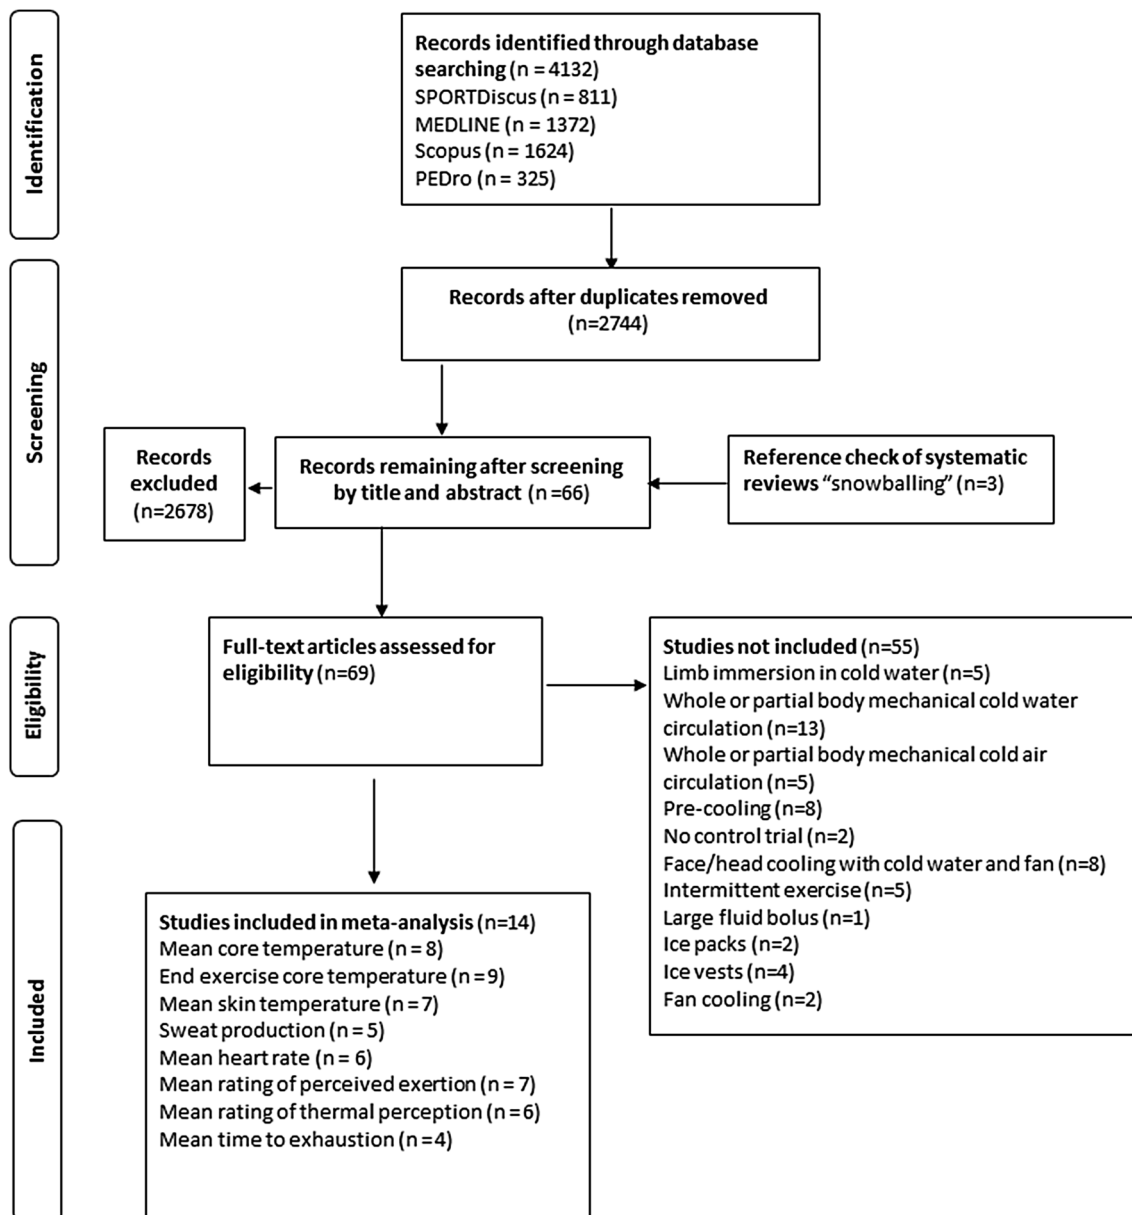 Identification
Records identified through database
searching (n = 4132)
SPORTDiscus (n = 811)
MEDLINE (n = 1372)
Scopus (n = 1624)
PEDro (n = 325)
Screening
Records after duplicates removed
(n=2744)
Records
excluded
(n=2678)
Records remaining after screening
by title and abstract (n =66)
Reference check of systematic
reviews “snowballing” (n=3)
Eligibility
Full-text articles assessed for
eligibility (n=69)
Studies not included (n=55)
Limb immersion in cold water (n=5)
Whole or partial body mechanical cold water
circulation (n=13)
Whole or partial body mechanical cold air
circulation (n=5)
Pre-cooling (n=8)
No control trial (n=2)
Face/head cooling with cold water and fan (n=8)
Intermittent exercise (n=5)
Large fluid bolus (n=1)
Ice packs (n=2)
Ice vests (n=4)
Fan cooling (n=2)
Included
Studies included in meta-analysis (n=14)
Mean core temperature (n = 8)
End exercise core temperature (n = 9)
Mean skin temperature (n = 7)
Sweat production (n = 5)
Mean heart rate (n = 6)
Mean rating of perceived exertion (n = 7)
Mean rating of thermal perception (n = 6)
Mean time to exhaustion (n = 4)